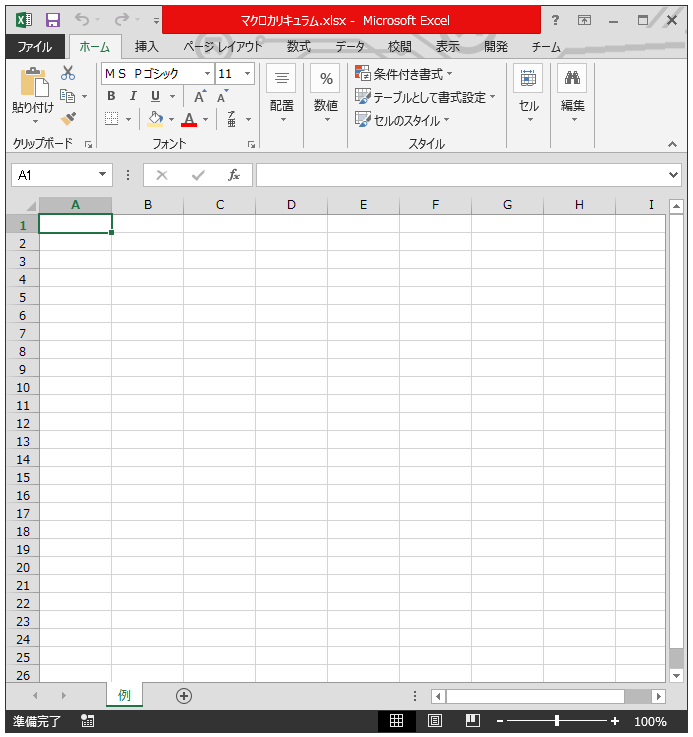 マクロカリキュラム.xlsx - Microsoft Excel
ファイル ホーム 挿入 ページ レイアウト 数式 データ 校閲 表示 開発 チーム
貼り付け
クリップボード
ＭＳ Ｐゴシック 11
B I U A A
A ア 亜
フォント
配置
%
数値
条件付き書式
テーブルとして書式設定
セルのスタイル
スタイル
セル
編集
A1 fx
A B C D E F G H I
1
2
3
4
5
6
7
8
9
10
11
12
13
14
15
16
17
18
19
20
21
22
23
24
25
26
例
準備完了 100%